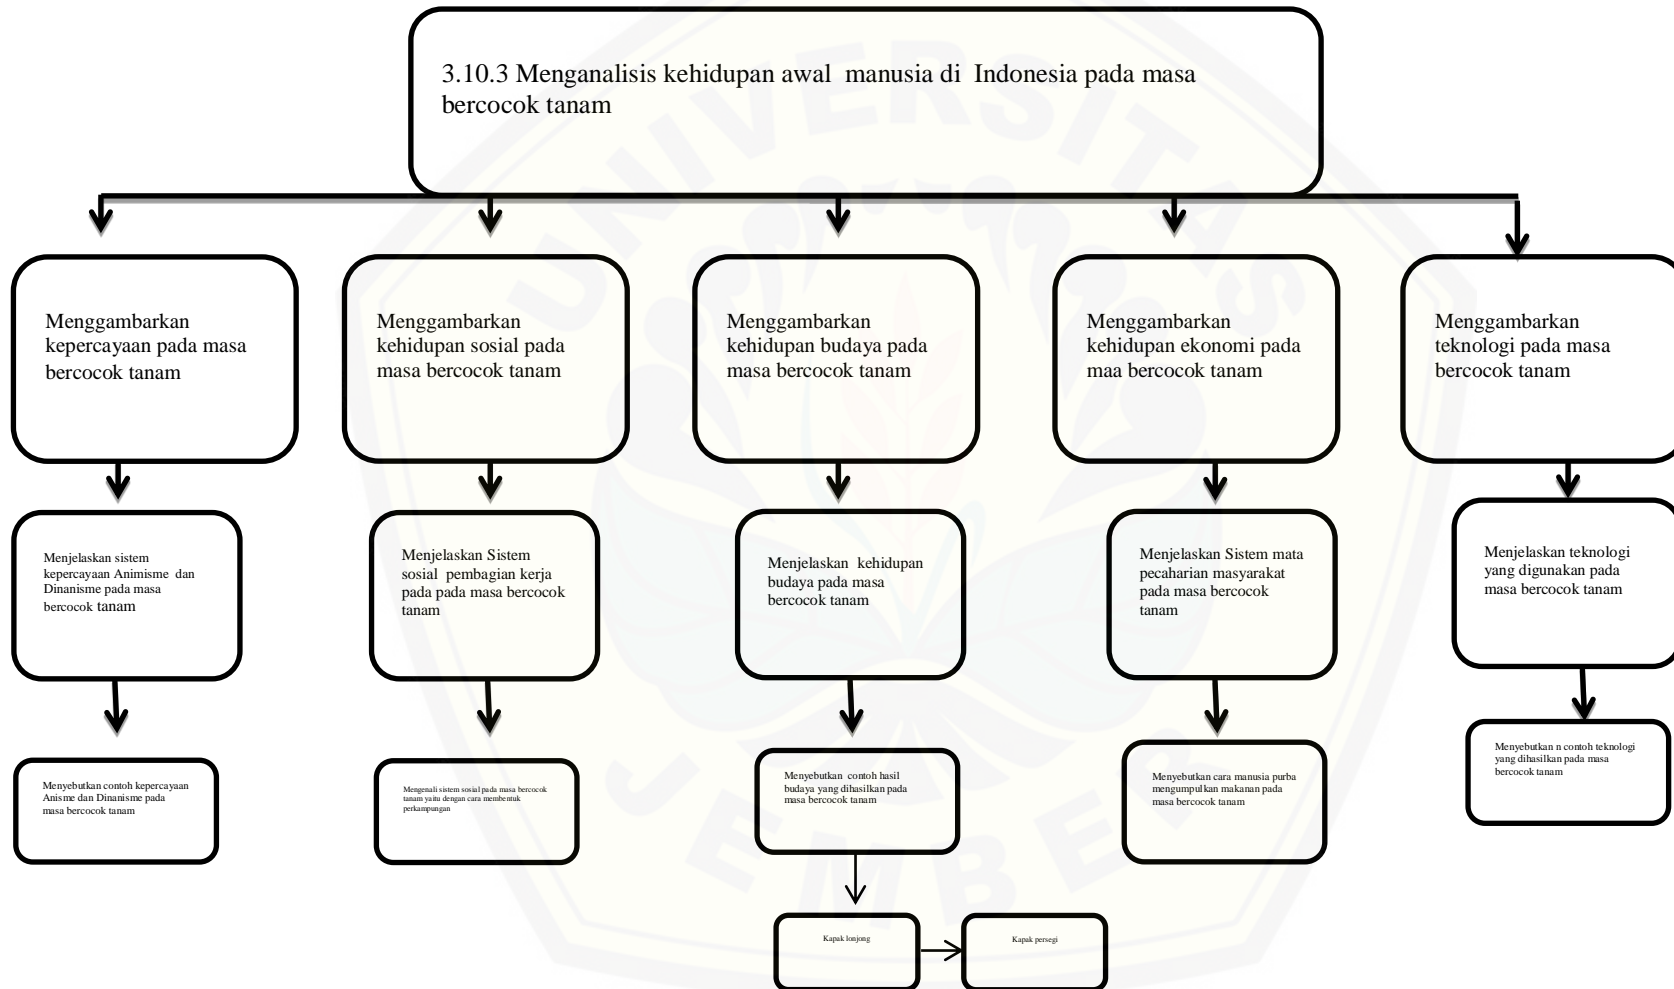 3.10.3 Menganalisis kehidupan awal manusia di Indonesia pada masa
bercocok tanam
Menggambarkan
kepercayaan pada masa
bercocok tanam
Menggambarkan
kehidupan sosial pada
masa bercocok tanam
Menggambarkan
kehidupan budaya pada
masa bercocok tanam
Menggambarkan
kehidupan ekonomi pada
maa bercocok tanam
Menggambarkan
teknologi pada masa
bercocok tanam
Menjelaskan sistem
kepercayaan Animisme dan
Dinanisme pada masa
bercocok tanam
Menjelaskan Sistem
sosial pembagian kerja
pada pada masa bercocok
tanam
Menjelaskan kehidupan
budaya pada masa
bercocok tanam
Menjelaskan Sistem mata
pecaharian masyarakat
pada masa bercocok
tanam
Menjelaskan teknologi
yang digunakan pada
masa bercocok tanam
Menyebutkan contoh kepercayaan
Anisme dan Dinanisme pada
masa bercocok tanam
Mengenali sistem sosial pada masa bercocok
tanam yaitu dengan cara membentuk
perkampungan
Menyebutkan contoh hasil
budaya yang dihasilkan pada
masa bercocok tanam
Menyebutkan cara manusia purba
mengumpulkan makanan pada
masa bercocok tanam
Menyebutkan n contoh teknologi
yang dihasilkan pada masa
bercocok tanam
Kapak lonjong
Kapak persegi
UNIVERSITAS
JEMBER